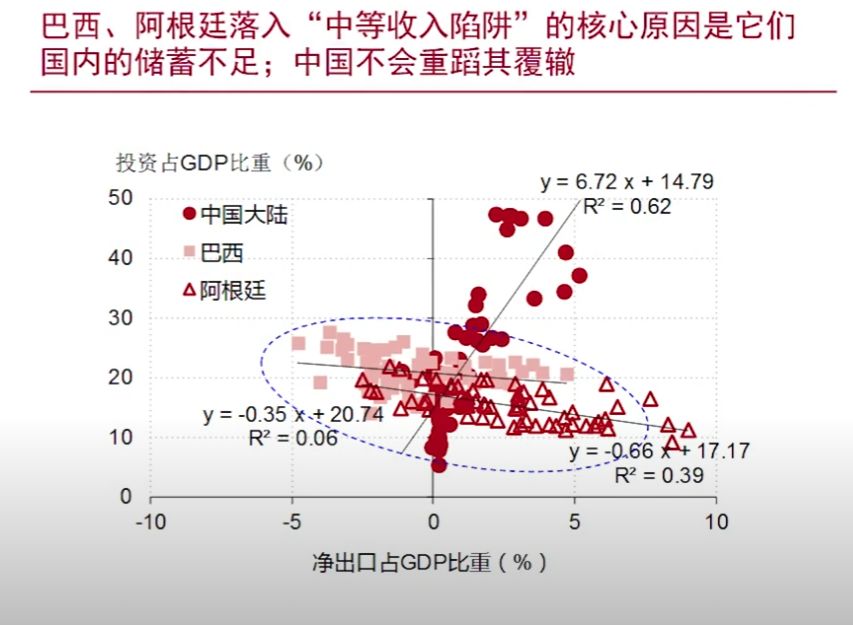 巴西、阿根廷落入“中等收入陷阱”的核心原因是它们
国内的储蓄不足；中国不会重蹈其覆辙
投资占GDP比重（%）
y = 6.72 x + 14.79
R² = 0.62
50
中国大陆
巴西
40
阿根廷
30
20
y = -0.35 x + 20.74
R² = 0.06
10
y = -0.66 x + 17.17
R² = 0.39
0
-10
-5
0
5
10
净出口占GDP比重（%）